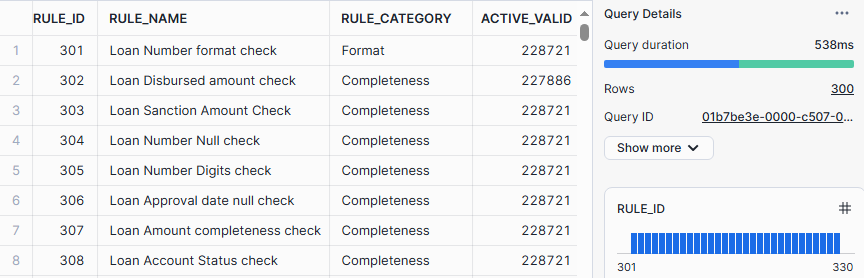 RULE_ID RULE_NAME RULE_CATEGORY ACTIVE_VALID
1 301 Loan Number format check Format 228721
2 302 Loan Disbursed amount check Completeness 227886
3 303 Loan Sanction Amount Check Completeness 228721
4 304 Loan Number Null check Completeness 228721
5 305 Loan Number Digits check Completeness 228721
6 306 Loan Approval date null check Completeness 228721
7 307 Loan Amount completeness check Completeness 228721
8 308 Loan Account Status check Completeness 228721
Query Details
Query duration 538ms
Rows 300
Query ID 01b7be3e-0000-c507-0...
Show more
RULE_ID #
301 330